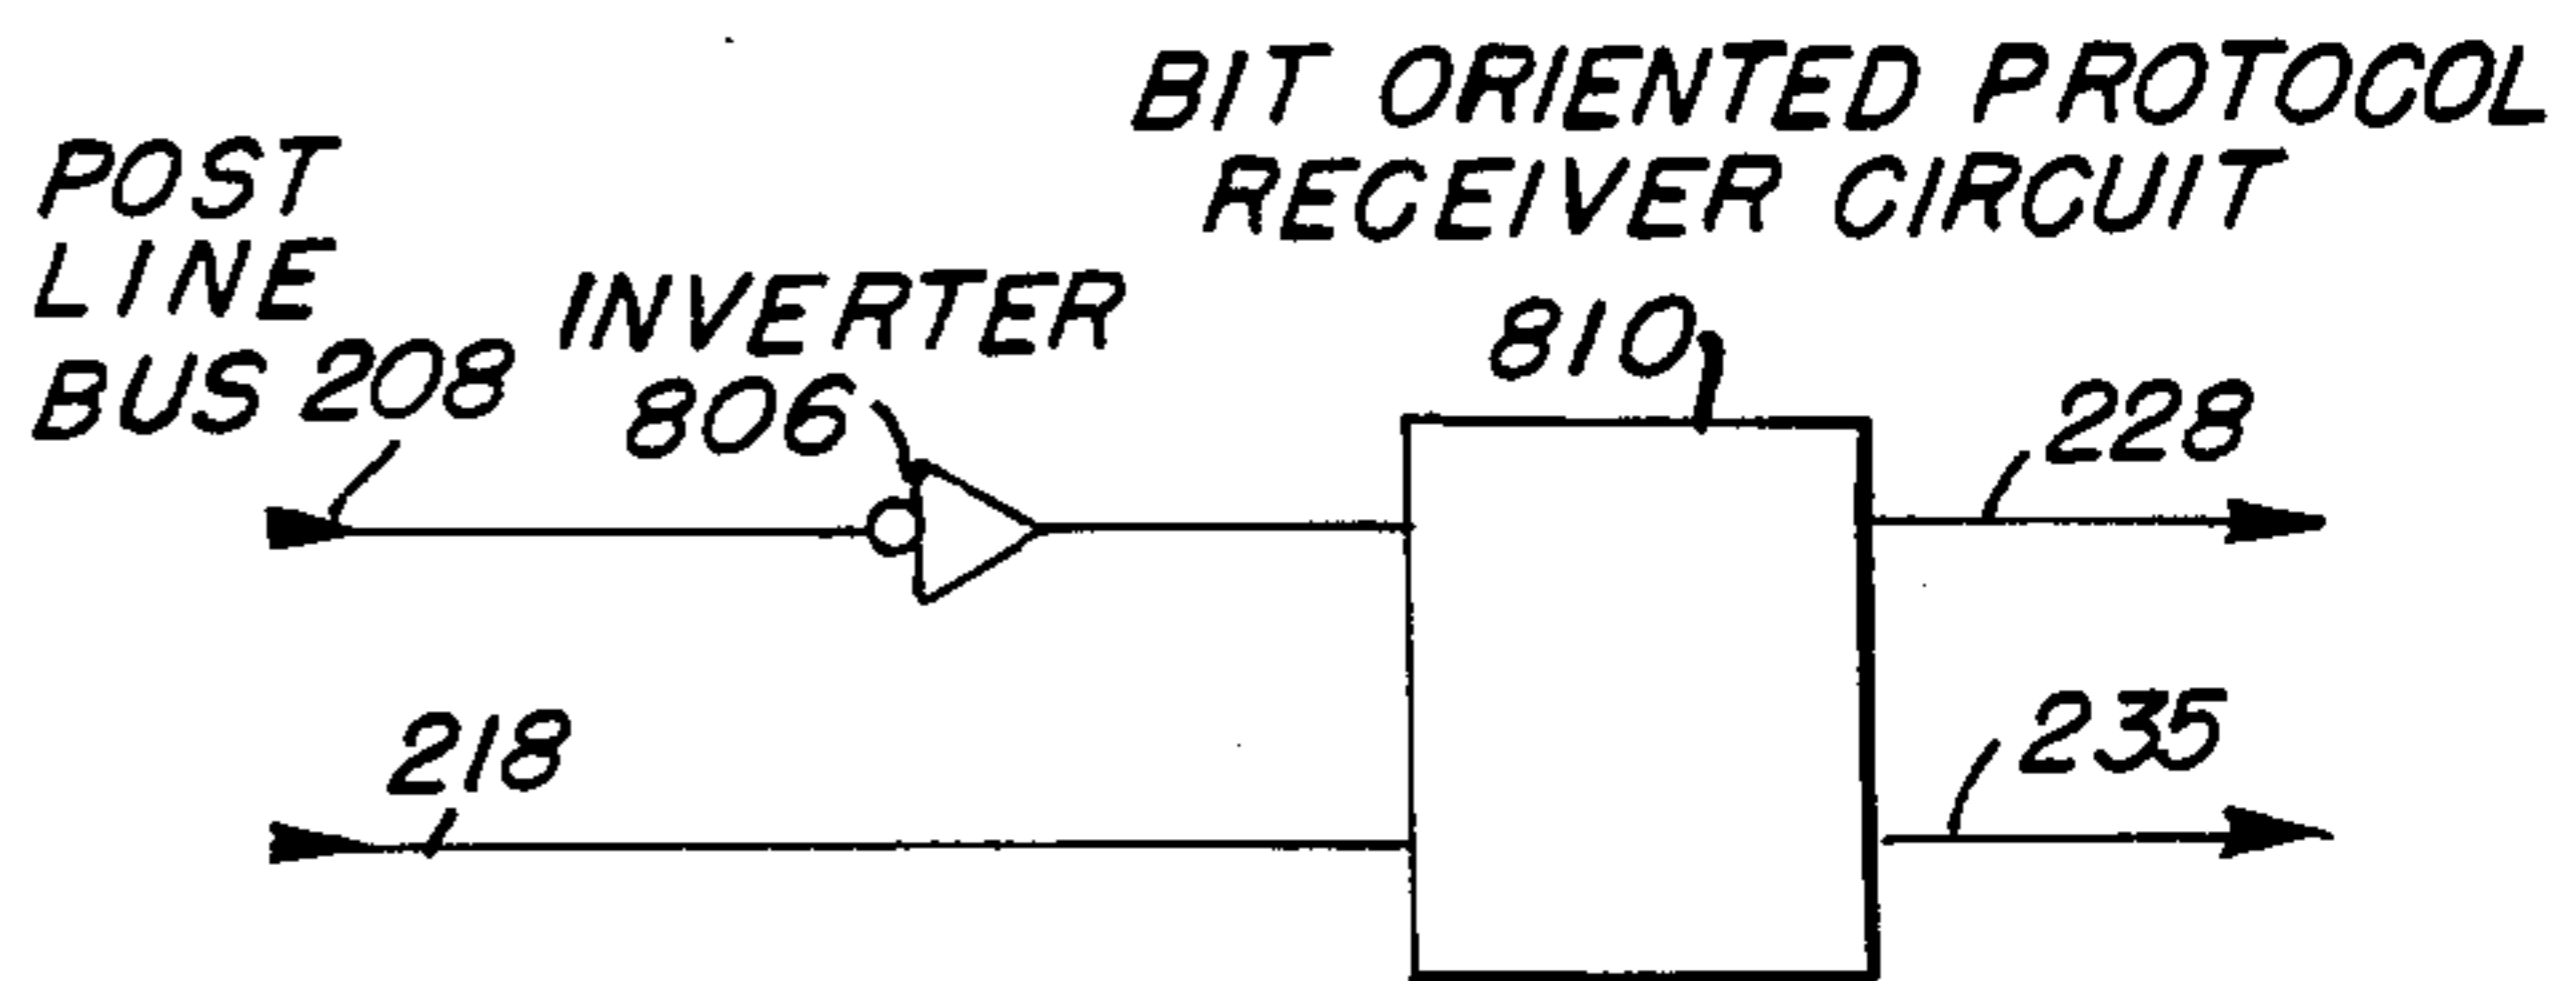 BIT ORIENTED PROTOCOL
RECEIVER CIRCUIT
POST
LINE
BUS 208
INVERTER
806
810
228
218
235